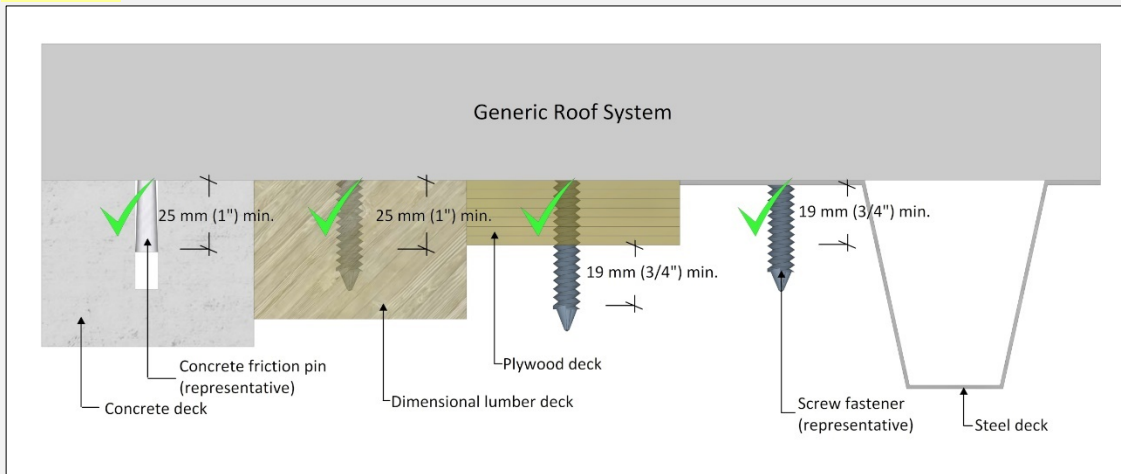 Generic Roof System
25 mm (1") min.
25 mm (1") min.
19 mm (3/4") min.
19 mm (3/4") min.
Plywood deck
Concrete friction pin
(representative)
Concrete deck
Dimensional lumber deck
Screw fastener
(representative)
Steel deck